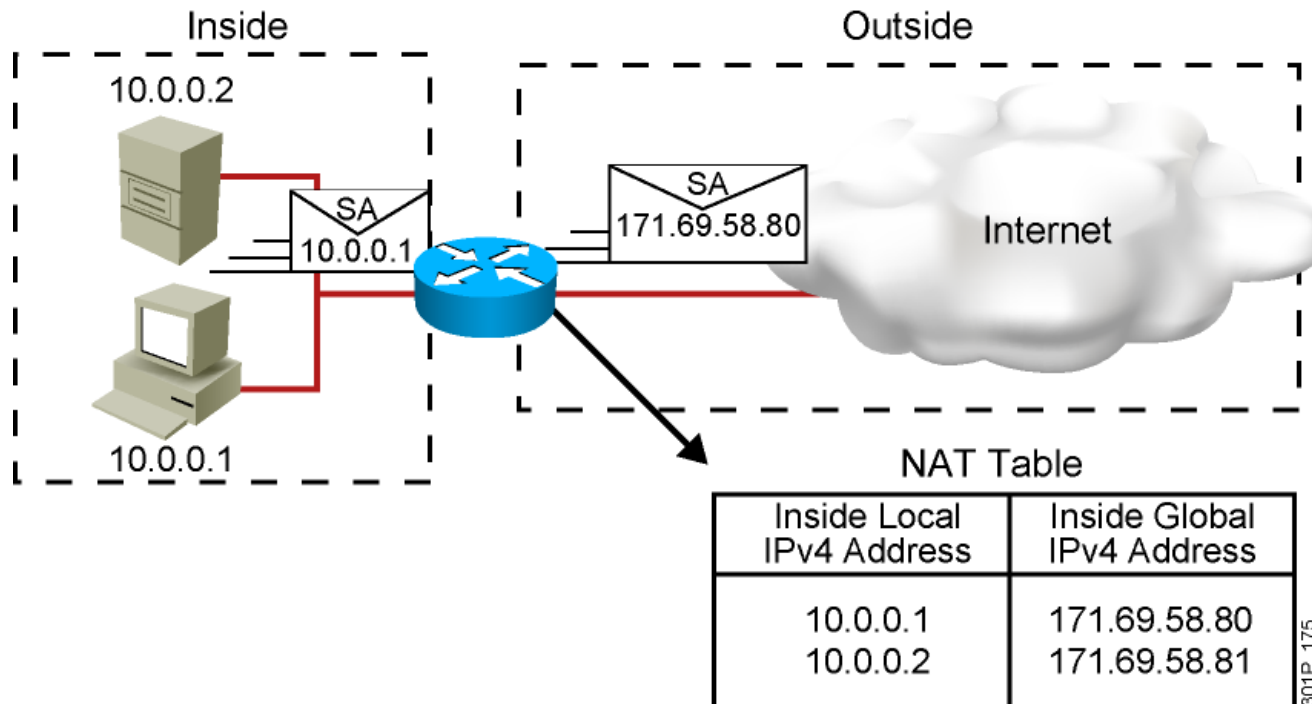 Inside
Outside
10.0.0.2
SA
10.0.0.1
SA
171.69.58.80
Internet
10.0.0.1
NAT Table
Inside Local
IPv4 Address
Inside Global
IPv4 Address
10.0.0.1
171.69.58.80
10.0.0.2
171.69.58.81